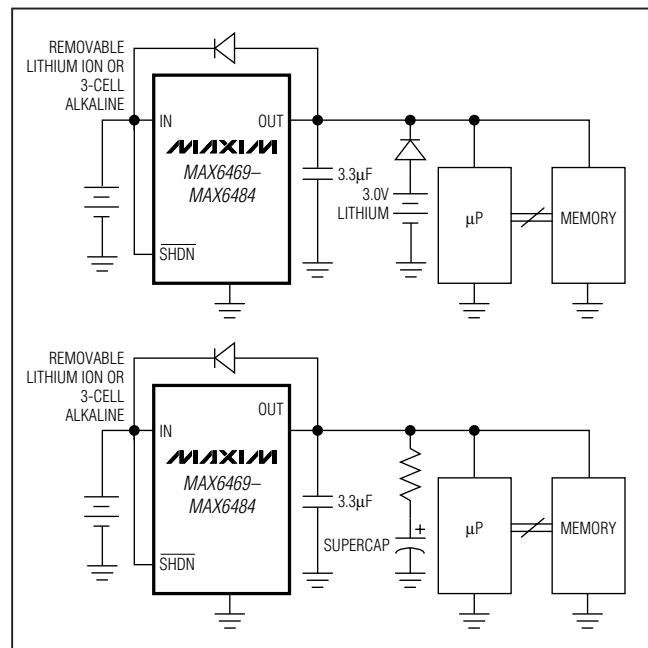 REMOVABLE
LITHIUM ION OR
3-CELL
ALKALINE
IN
OUT
MAXIM
MAX6469–
MAX6484
SHDN
3.3µF
3.0V
LITHIUM
µP
MEMORY
REMOVABLE
LITHIUM ION OR
3-CELL
ALKALINE
IN
OUT
MAXIM
MAX6469–
MAX6484
SHDN
3.3µF
+
SUPERCAP
µP
MEMORY